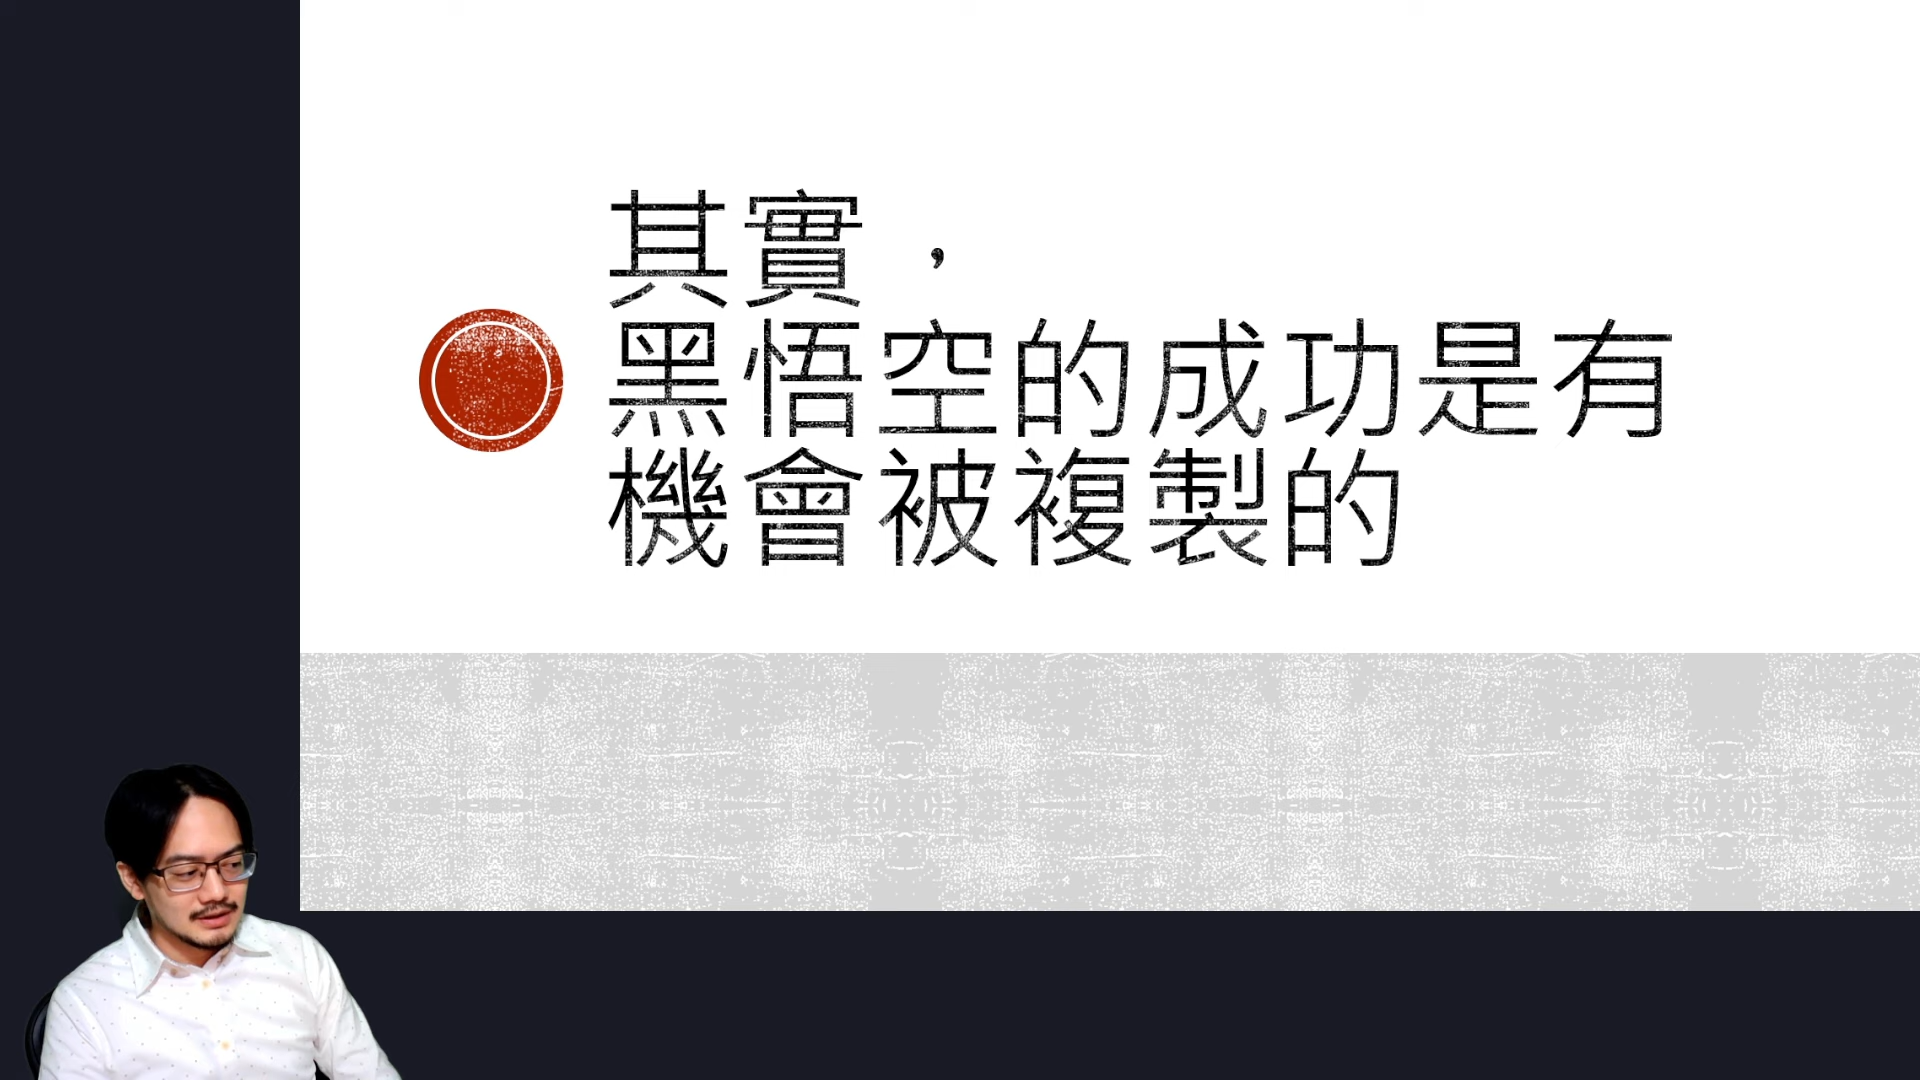 其實，
黑悟空的成功是有
機會被複製的